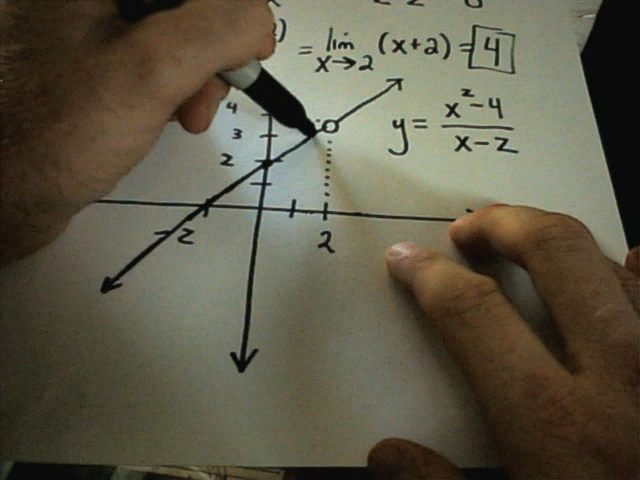 ) = lim (x+2) = 4
x→2
y = x²-4
x-2
4
3
2
-2
2